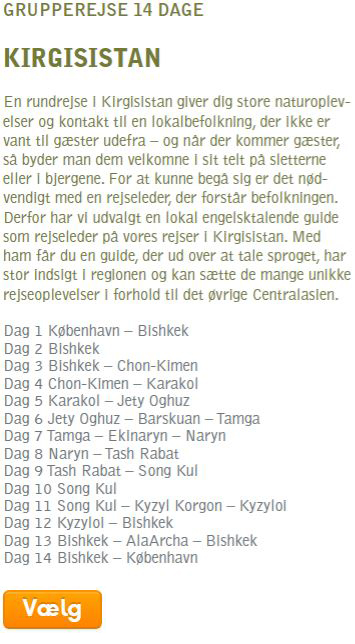 GRUPPEREJSE 14 DAGE
KIRGISISTAN
En rundrejse i Kirgisistan giver dig store naturoplev-
elser og kontakt til en lokalbefolkning, der ikke er
vant til gæster udefra – og når der kommer gæster,
så byder man dem velkomne i sit telt på sletterne
eller i bjergene. For at kunne begå sig er det nød-
vendigt med en rejseleder, der forstår befolkningen.
Derfor har vi udvalgt en lokal engelsktalende guide
som rejseleder på vores rejser i Kirgisistan. Med
ham får du en guide, der ud over at tale sproget, har
stor indsigt i regionen og kan sætte de mange unikke
rejseoplevelser i forhold til det øvrige Centralasien.
Dag 1 København – Bishkek
Dag 2 Bishkek
Dag 3 Bishkek – Chon-Kimen
Dag 4 Chon-Kimen – Karakol
Dag 5 Karakol – Jety Oghuz
Dag 6 Jety Oghuz – Barskuan – Tamga
Dag 7 Tamga – Ekinaryn – Naryn
Dag 8 Naryn – Tash Rabat
Dag 9 Tash Rabat – Song Kul
Dag 10 Song Kul
Dag 11 Song Kul – Kyzyl Korgon – Kyzyloi
Dag 12 Kyzyloi – Bishkek
Dag 13 Bishkek – AlaArcha – Bishkek
Dag 14 Bishkek – København
Vælg